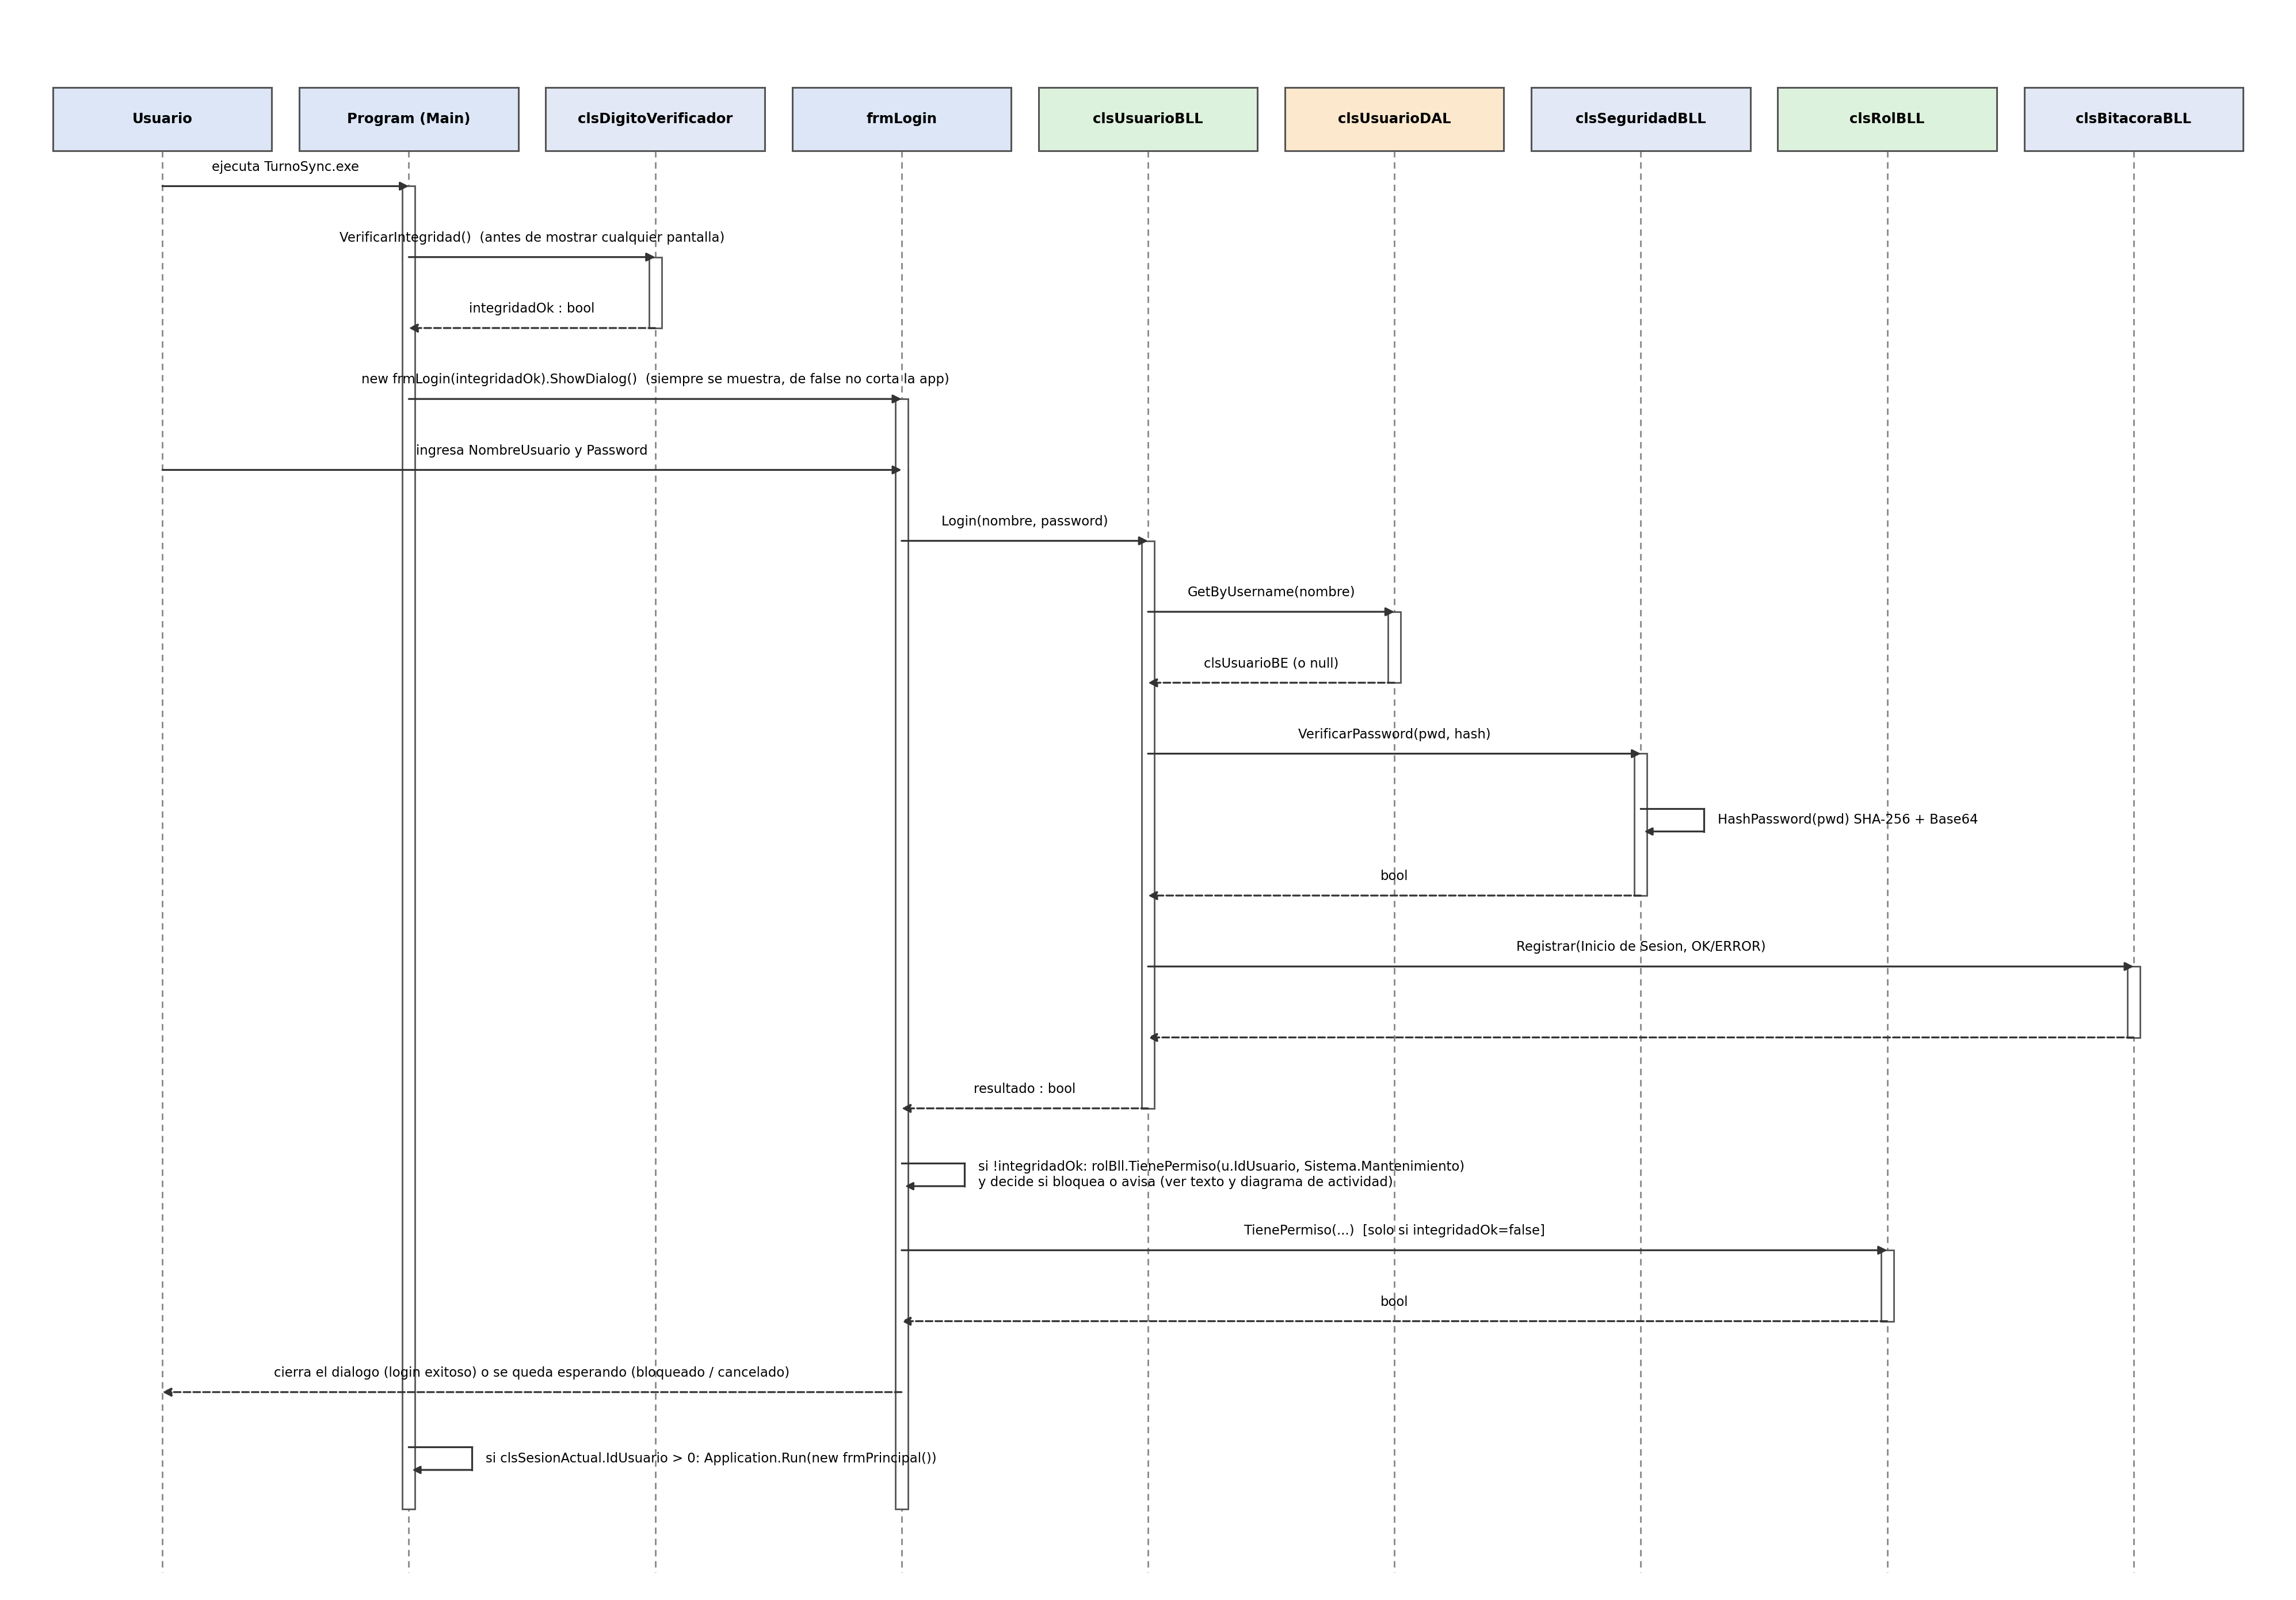 Usuario
Program (Main)
clsDigitoVerificador
frmLogin
clsUsuarioBLL
clsUsuarioDAL
clsSeguridadBLL
clsRolBLL
clsBitacoraBLL
ejecuta TurnoSync.exe
VerificarIntegridad()  (antes de mostrar cualquier pantalla)
integridadOk : bool
new frmLogin(integridadOk).ShowDialog()  (siempre se muestra, de false no corta la app)
ingresa NombreUsuario y Password
Login(nombre, password)
GetByUsername(nombre)
clsUsuarioBE (o null)
VerificarPassword(pwd, hash)
HashPassword(pwd) SHA-256 + Base64
bool
Registrar(Inicio de Sesion, OK/ERROR)
resultado : bool
si !integridadOk: rolBll.TienePermiso(u.IdUsuario, Sistema.Mantenimiento)
y decide si bloquea o avisa (ver texto y diagrama de actividad)
TienePermiso(...)  [solo si integridadOk=false]
bool
cierra el dialogo (login exitoso) o se queda esperando (bloqueado / cancelado)
si clsSesionActual.IdUsuario > 0: Application.Run(new frmPrincipal())